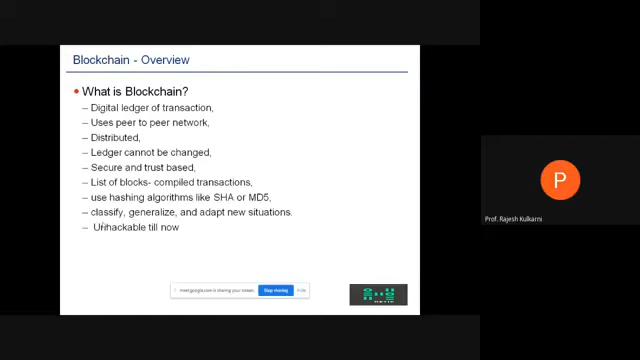 Blockchain - Overview
What is Blockchain?
– Digital ledger of transaction,
– Uses peer to peer network,
– Distributed,
– Ledger cannot be changed,
– Secure and trust based,
– List of blocks- compiled transactions,
– use hashing algorithms like SHA or MD5,
– classify, generalize, and adapt new situations.
– Unhackable till now
P
Prof. Rajesh Kulkarni
meet.google.com is sharing your screen.
Stop sharing
Hide